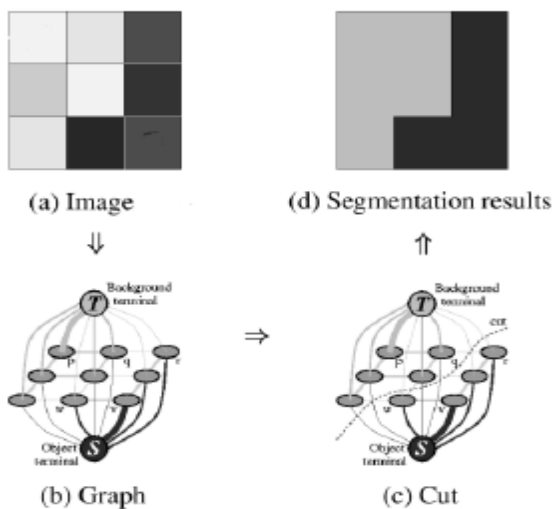 (a) Image
(d) Segmentation results
⇓
⇑
Background
terminal
T
p
q
r
w
v
S
Object
terminal
(b) Graph
⇒
Background
terminal
T
cut
p
q
r
w
v
S
Object
terminal
(c) Cut